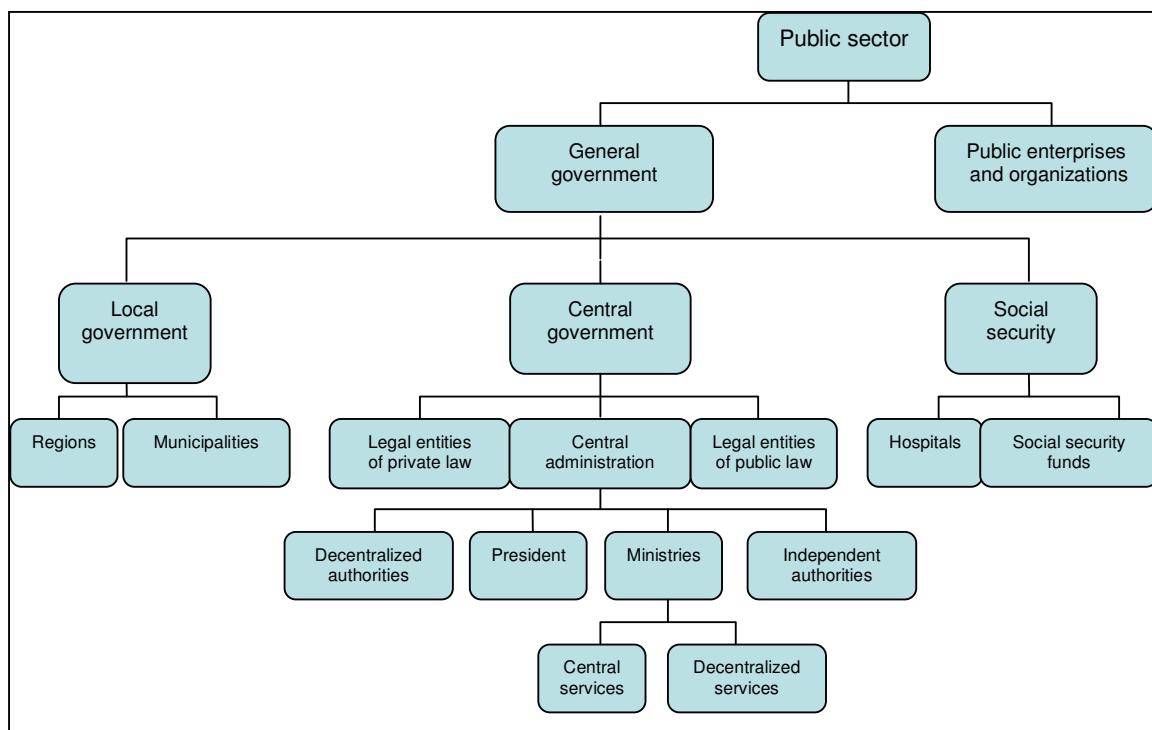 Public sector
General
government
Public enterprises
and organizations
Local
government
Central
government
Social
security
Regions
Municipalities
Legal entities
of private law
Central
administration
Legal entities
of public law
Hospitals
Social security
funds
Decentralized
authorities
President
Ministries
Independent
authorities
Central
services
Decentralized
services